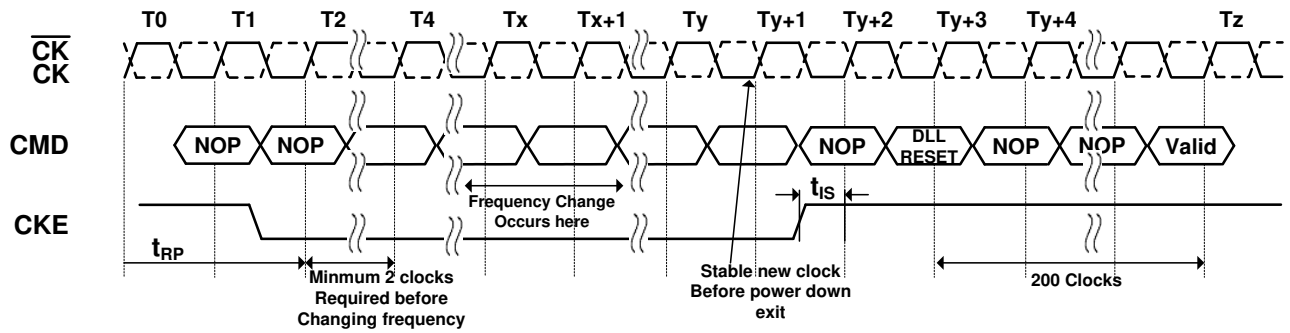 T0 T1 T2 T4 Tx Tx+1 Ty Ty+1 Ty+2 Ty+3 Ty+4 Tz
CK
CK
CMD NOP NOP NOP DLL RESET NOP NOP Valid
tIS
Frequency Change
Occurs here
CKE
tRP
Minmum 2 clocks
Required before
Changing frequency
Stable new clock
Before power down
exit
200 Clocks